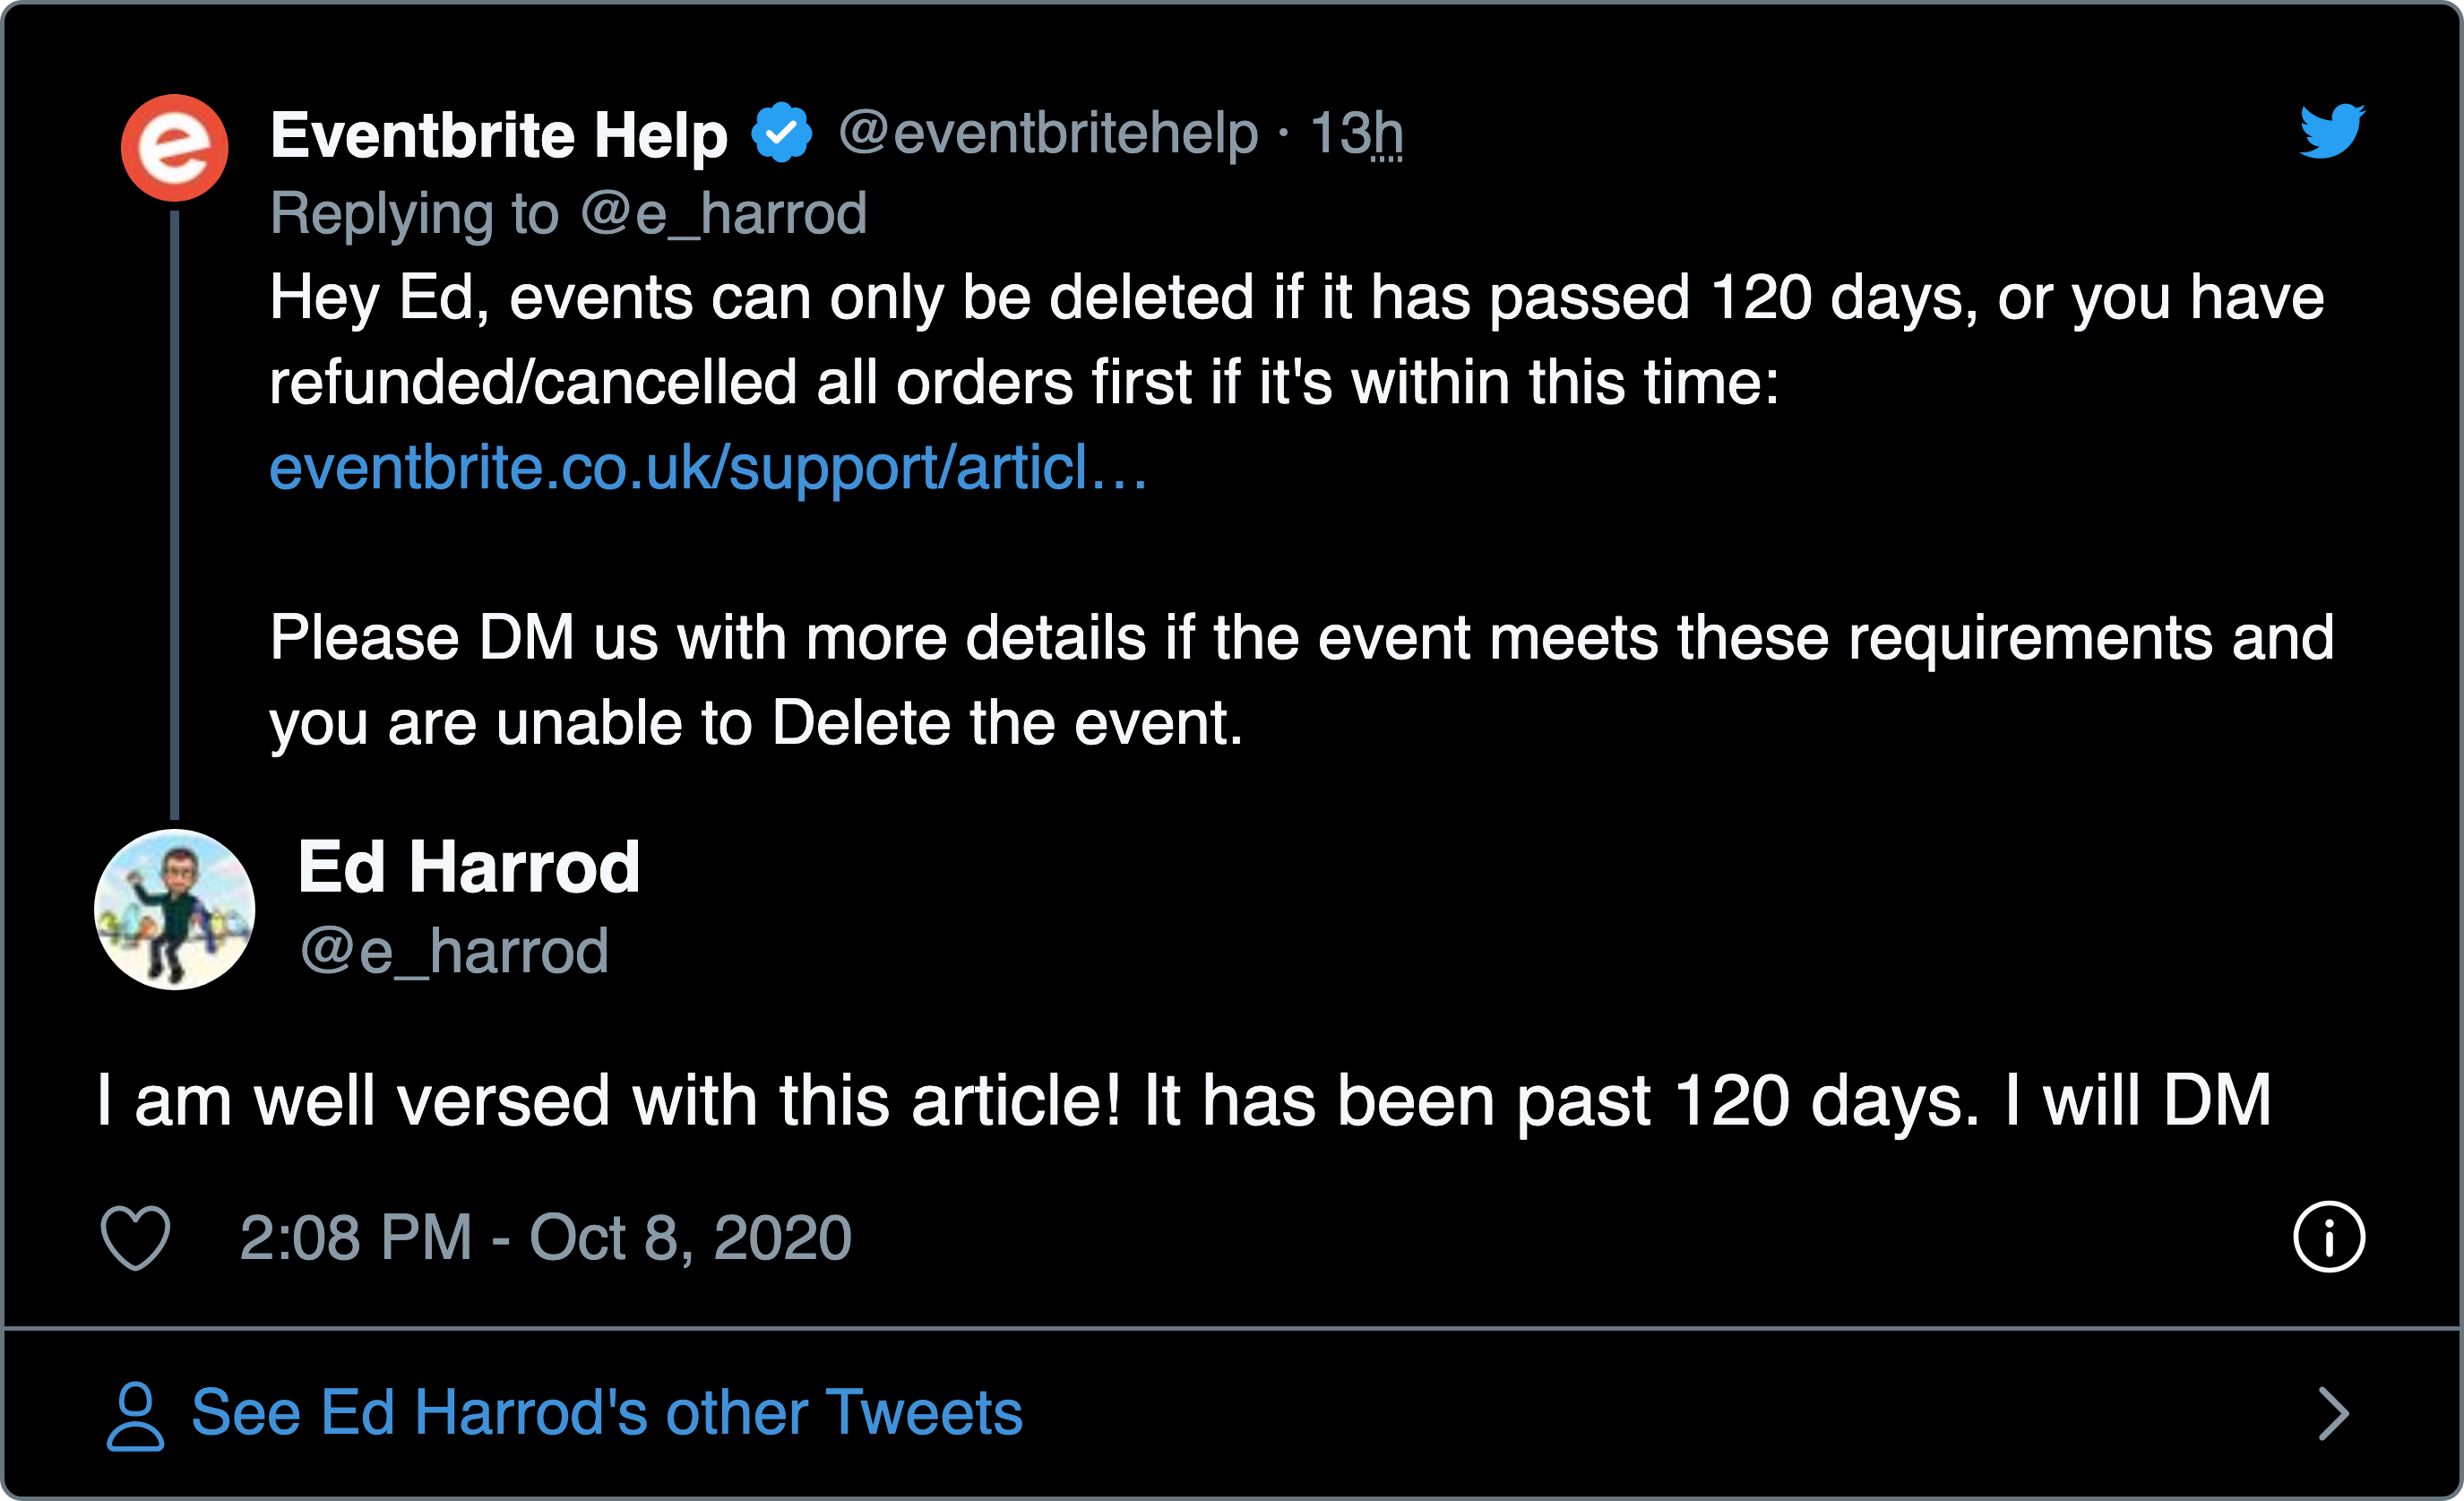 Eventbrite Help @eventbritehelp · 13h
Replying to @e_harrod
Hey Ed, events can only be deleted if it has passed 120 days, or you have
refunded/cancelled all orders first if it's within this time:
eventbrite.co.uk/support/articl…
Please DM us with more details if the event meets these requirements and
you are unable to Delete the event.
Ed Harrod
@e_harrod
I am well versed with this article! It has been past 120 days. I will DM
2:08 PM - Oct 8, 2020
See Ed Harrod's other Tweets